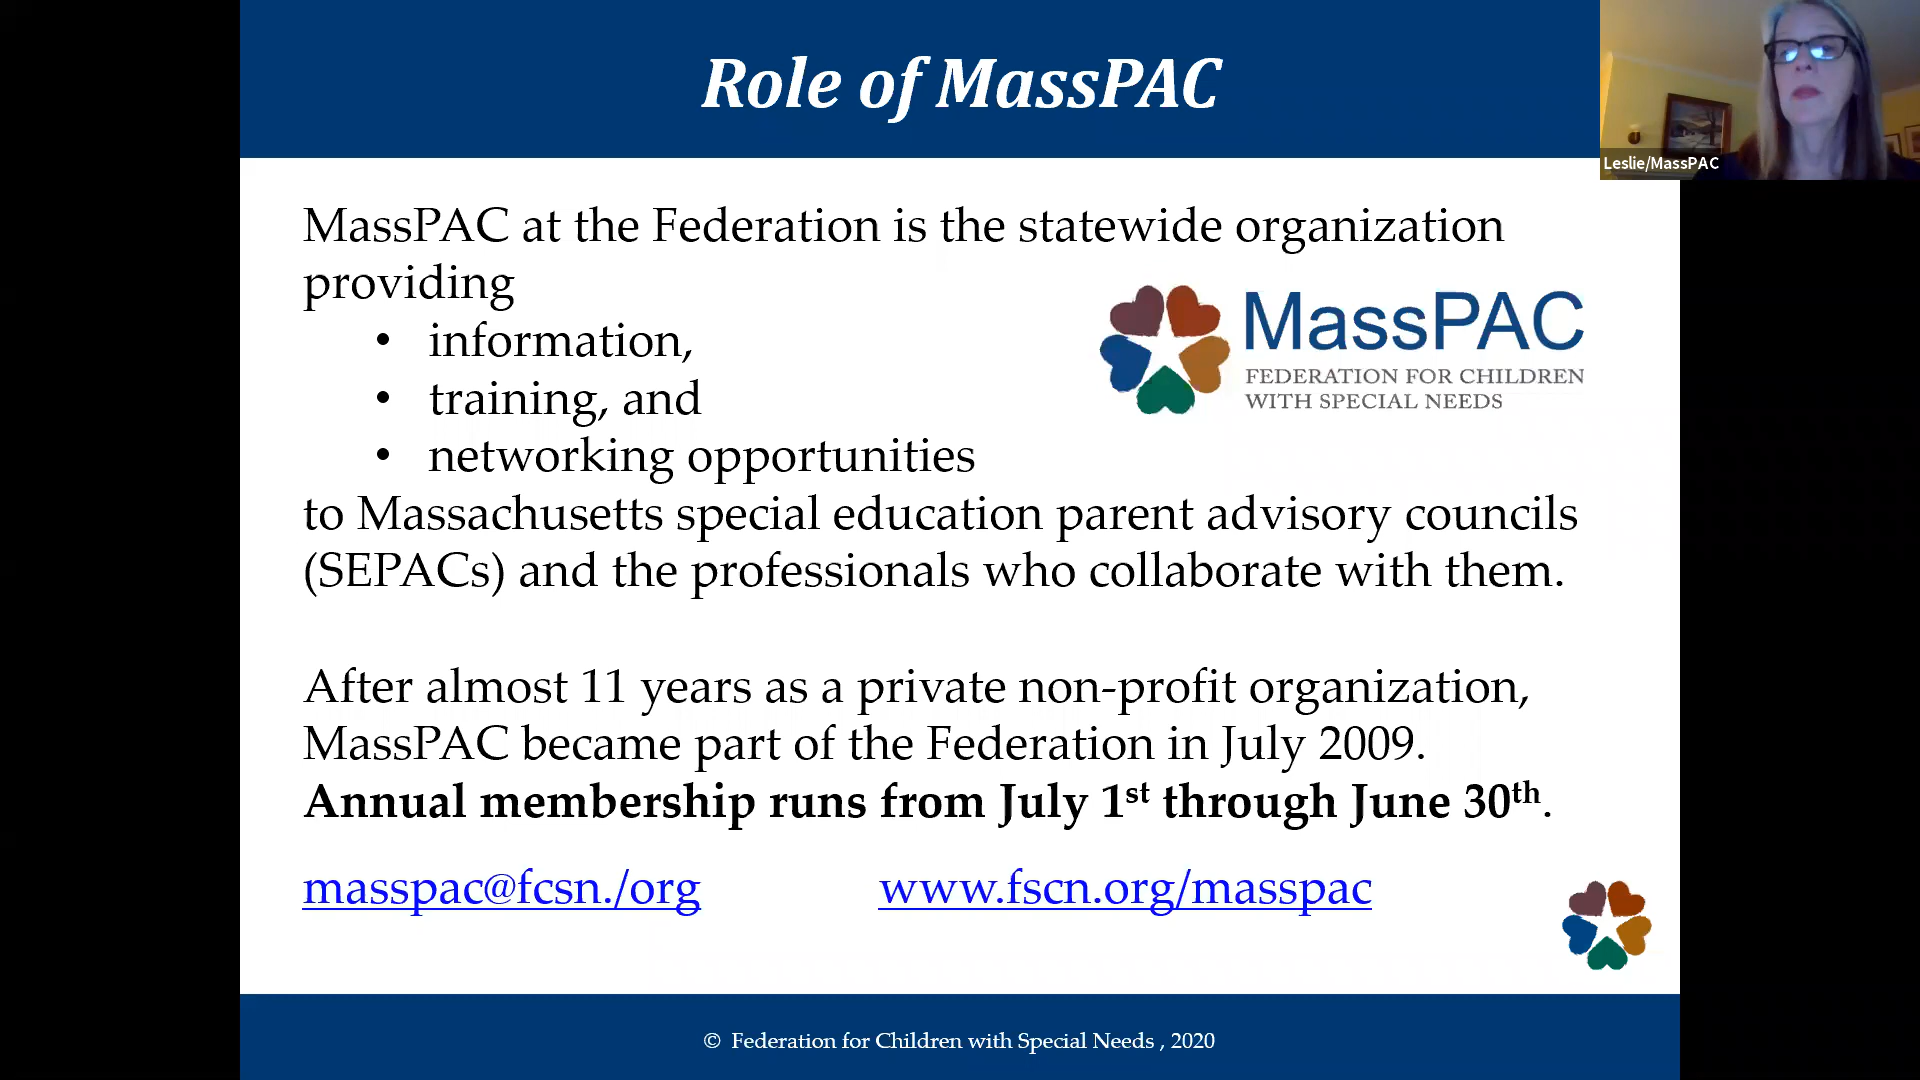 Role of MassPAC
Leslie/MassPAC
MassPAC at the Federation is the statewide organization
providing
• information,
• training, and
• networking opportunities
MassPAC
FEDERATION FOR CHILDREN
WITH SPECIAL NEEDS
to Massachusetts special education parent advisory councils
(SEPACs) and the professionals who collaborate with them.
After almost 11 years as a private non-profit organization,
MassPAC became part of the Federation in July 2009.
Annual membership runs from July 1st through June 30th.
masspac@fcsn./org www.fscn.org/masspac
© Federation for Children with Special Needs , 2020